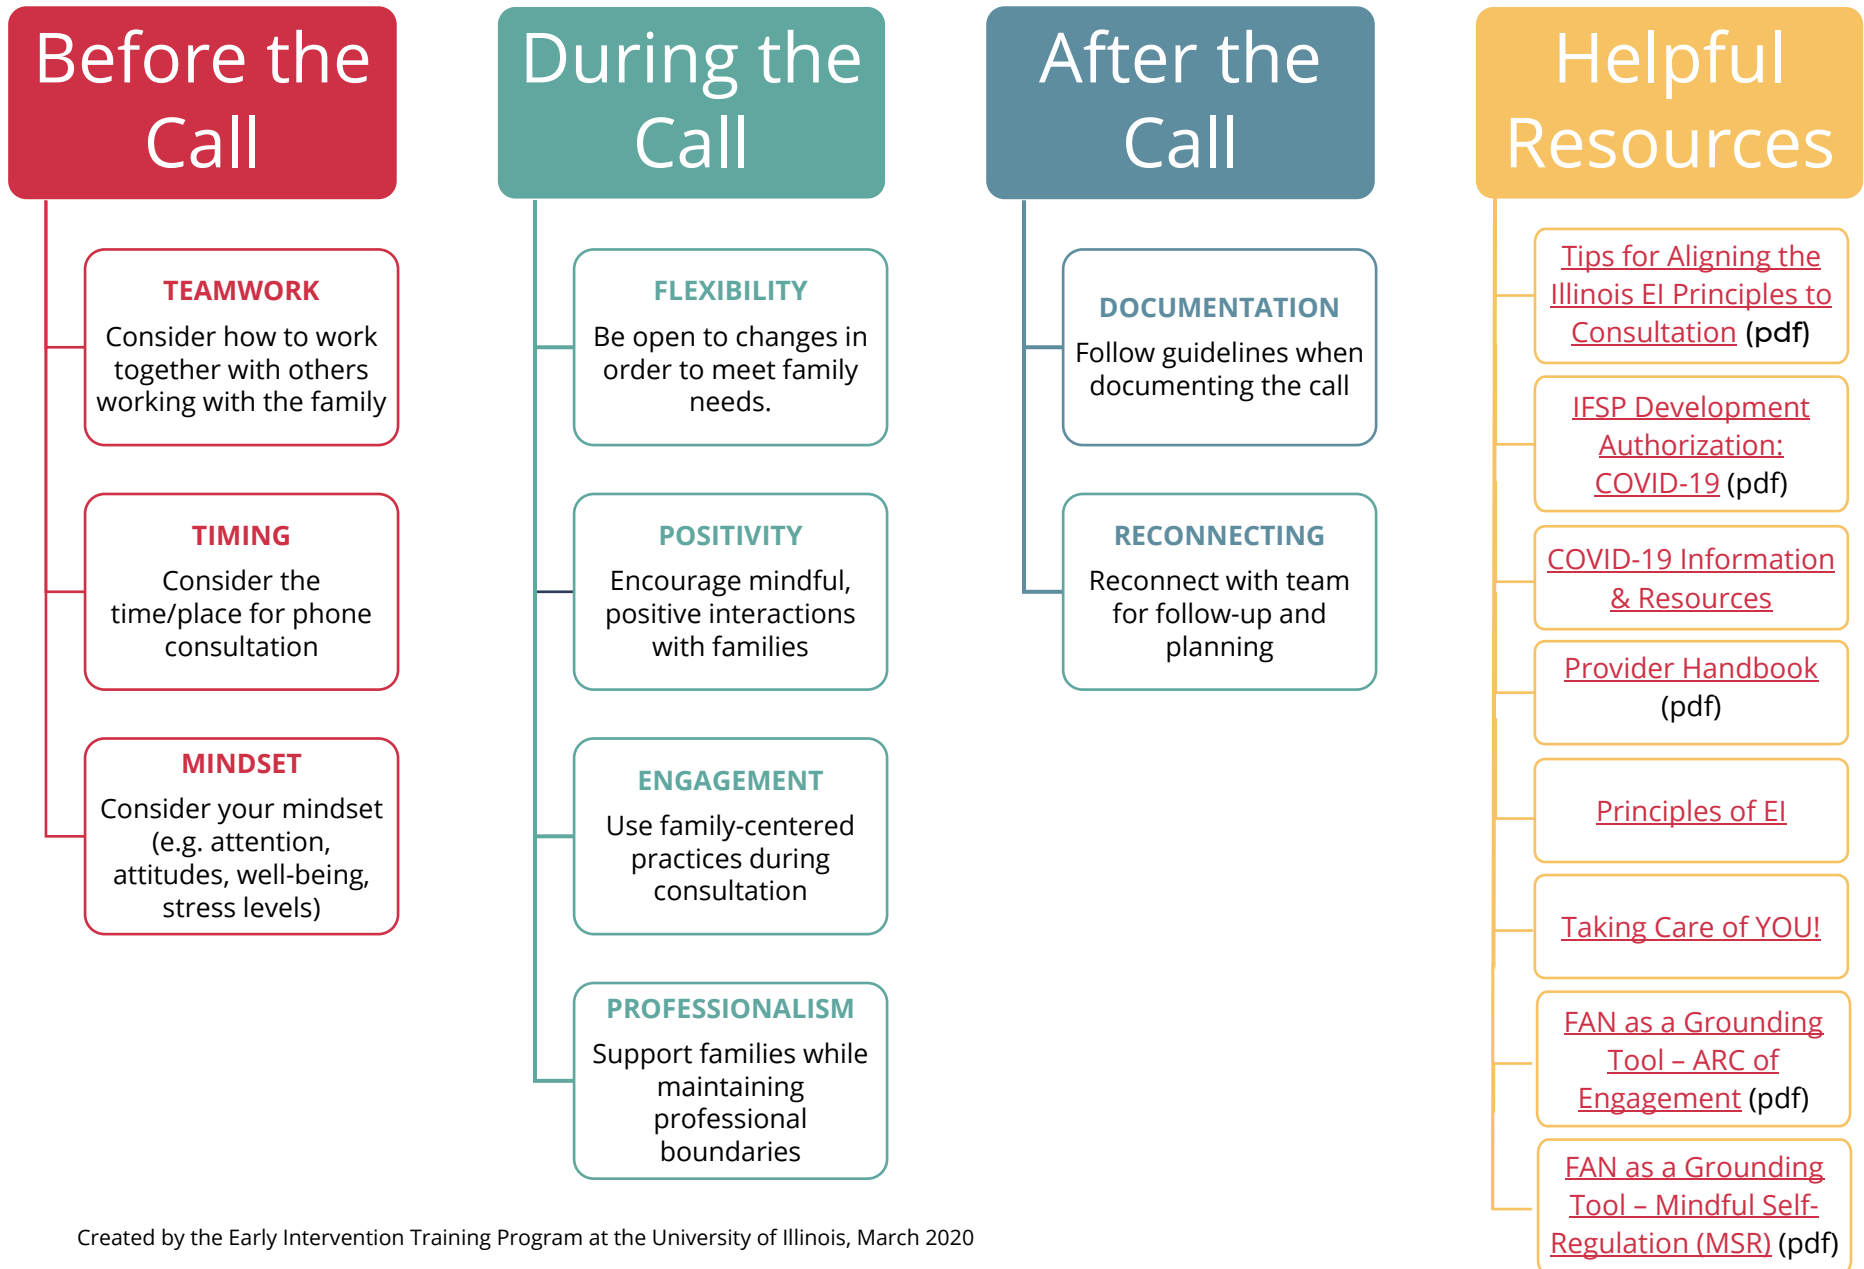 Before the
Call
TEAMWORK
Consider how to work
together with others
working with the family
TIMING
Consider the
time/place for phone
consultation
MINDSET
Consider your mindset
(e.g. attention,
attitudes, well-being,
stress levels)
During the
Call
FLEXIBILITY
Be open to changes in
order to meet family
needs.
POSITIVITY
Encourage mindful,
positive interactions
with families
ENGAGEMENT
Use family-centered
practices during
consultation
PROFESSIONALISM
Support families while
maintaining
professional
boundaries
After the
Call
DOCUMENTATION
Follow guidelines when
documenting the call
RECONNECTING
Reconnect with team
for follow-up and
planning
Helpful
Resources
Tips for Aligning the
Illinois EI Principles to
Consultation (pdf)
IFSP Development
Authorization:
COVID-19 (pdf)
COVID-19 Information
& Resources
Provider Handbook
(pdf)
Principles of EI
Taking Care of YOU!
FAN as a Grounding
Tool – ARC of
Engagement (pdf)
FAN as a Grounding
Tool – Mindful Self-
Regulation (MSR) (pdf)
Created by the Early Intervention Training Program at the University of Illinois, March 2020